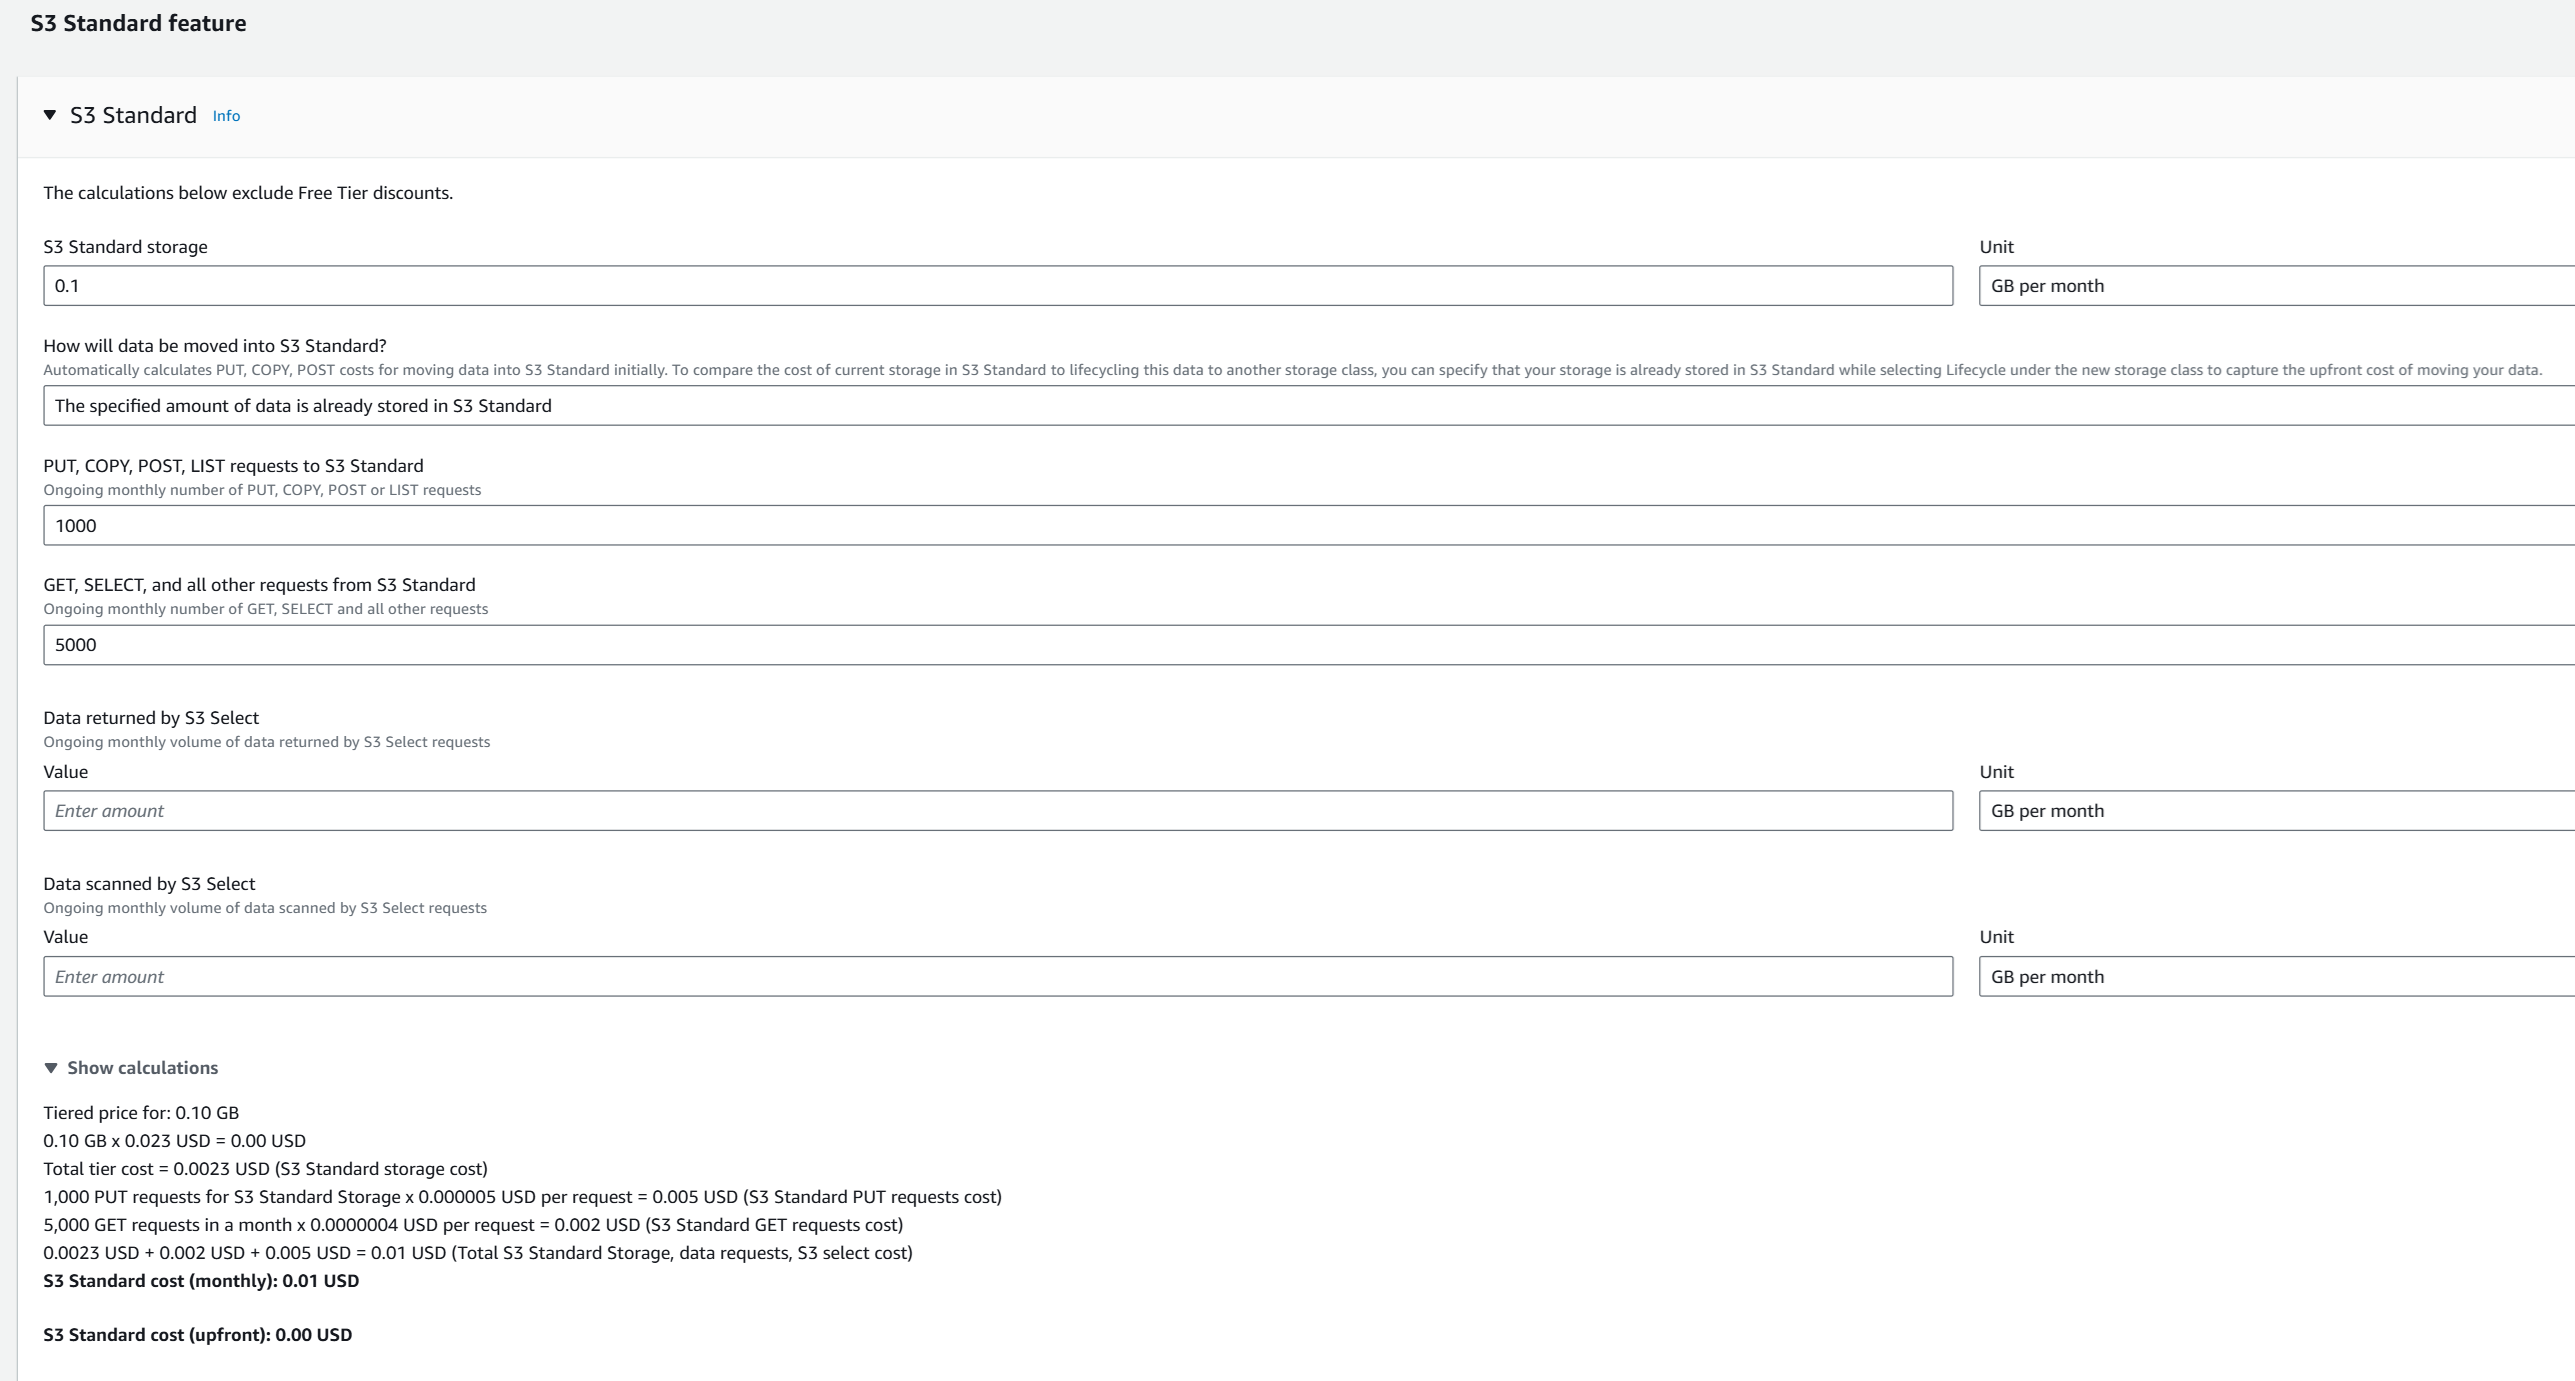 S3 Standard feature
S3 Standard Info
The calculations below exclude Free Tier discounts.
S3 Standard storage
Unit
0.1
GB per month
How will data be moved into S3 Standard?
Automatically calculates PUT, COPY, POST costs for moving data into S3 Standard initially. To compare the cost of current storage in S3 Standard to lifecycling this data to another storage class, you can specify that your storage is already stored in S3 Standard while selecting Lifecycle under the new storage class to capture the upfront cost of moving your data.
The specified amount of data is already stored in S3 Standard
PUT, COPY, POST, LIST requests to S3 Standard
Ongoing monthly number of PUT, COPY, POST or LIST requests
1000
GET, SELECT, and all other requests from S3 Standard
Ongoing monthly number of GET, SELECT and all other requests
5000
Data returned by S3 Select
Ongoing monthly volume of data returned by S3 Select requests
Value
Unit
Enter amount
GB per month
Data scanned by S3 Select
Ongoing monthly volume of data scanned by S3 Select requests
Value
Unit
Enter amount
GB per month
Show calculations
Tiered price for: 0.10 GB
0.10 GB x 0.023 USD = 0.00 USD
Total tier cost = 0.0023 USD (S3 Standard storage cost)
1,000 PUT requests for S3 Standard Storage x 0.000005 USD per request = 0.005 USD (S3 Standard PUT requests cost)
5,000 GET requests in a month x 0.0000004 USD per request = 0.002 USD (S3 Standard GET requests cost)
0.0023 USD + 0.002 USD + 0.005 USD = 0.01 USD (Total S3 Standard Storage, data requests, S3 select cost)
S3 Standard cost (monthly): 0.01 USD
S3 Standard cost (upfront): 0.00 USD